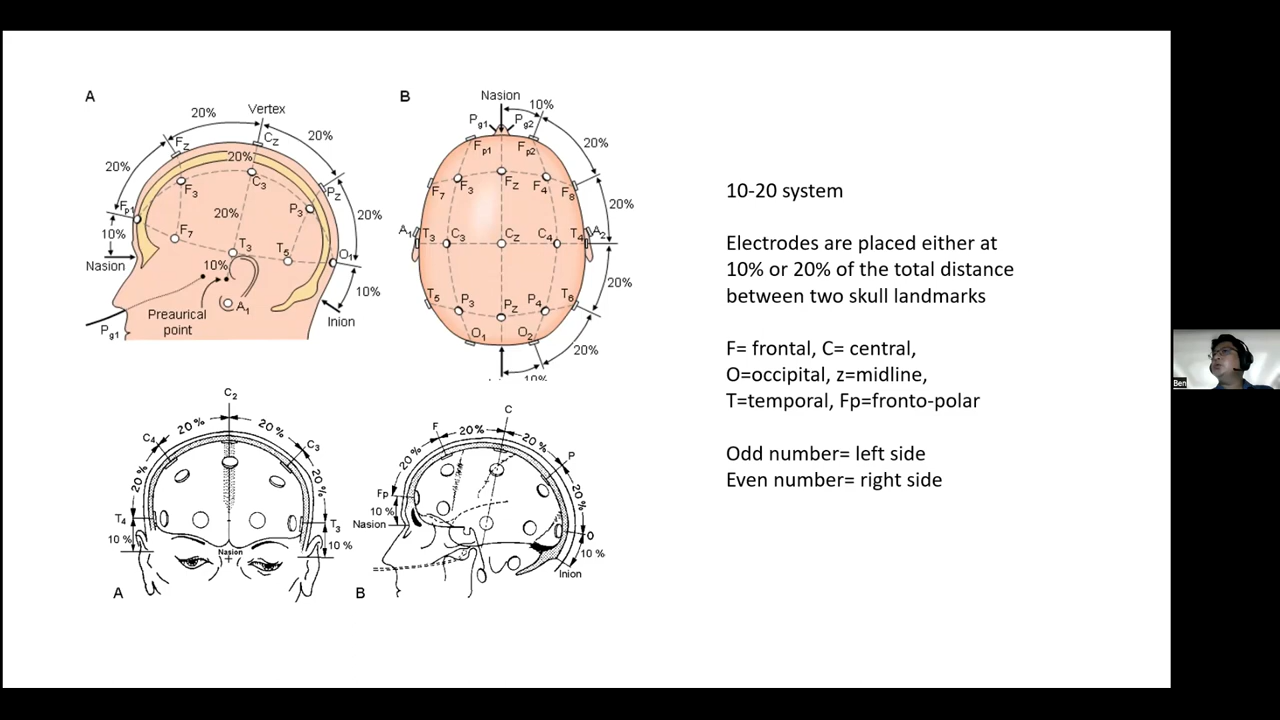 A
20%
Vertex
Fz
Cz
20%
20%
20%
Fp1
F3
C3
Pz
P3
20%
20%
10%
F7
T3
T5
O1
Nasion
10%
10%
A1
Preaurical
point
Inion
Pg1
B
Nasion
10%
Pg1
Pg2
Fp1
Fp2
20%
F7
F3
Fz
F4
F8
20%
A1
T3
C3
Cz
C4
T4
A2
20%
T5
P3
Pz
P4
T6
O1
O2
20%
10%
C2
20%
20%
C4
C3
20%
20%
T4
T3
10%
Nasion
10%
A
C
F
20%
20%
P
20%
Fp
20%
10%
Nasion
O
10%
Inion
B
10-20 system
Electrodes are placed either at
10% or 20% of the total distance
between two skull landmarks
F= frontal, C= central,
O=occipital, z=midline,
T=temporal, Fp=fronto-polar
Odd number= left side
Even number= right side
Ben